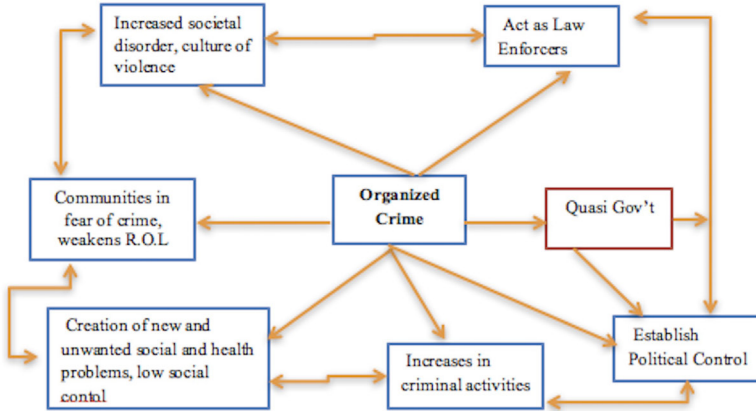 Increased societal
disorder, culture of
violence
Act as Law
Enforcers
Communities in
fear of crime,
weakens R.O.L
Organized
Crime
Quasi Gov't
Creation of new and
unwanted social and health
problems, low social
contol
Increases in
criminal activities
Establish
Political Control